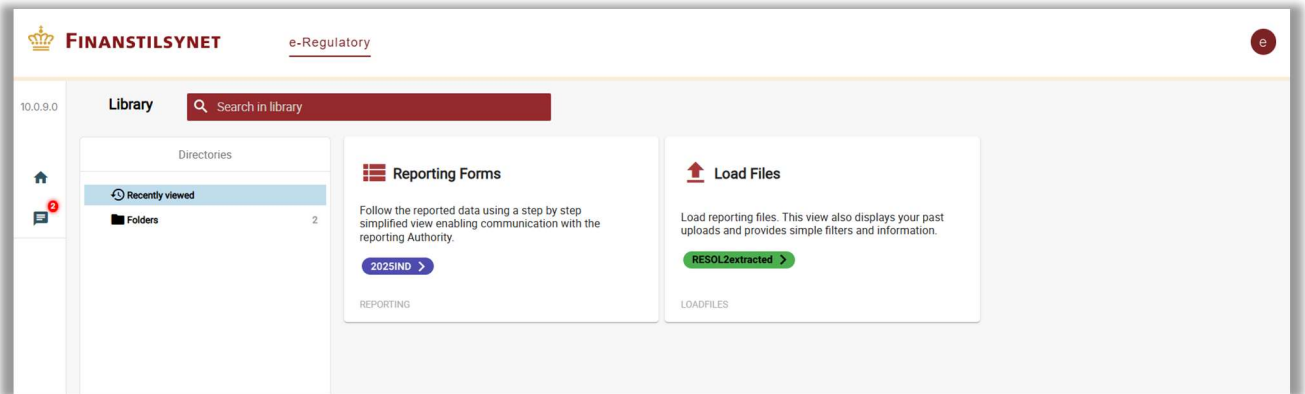 FINANSTILSYNET
e-Regulatory
e
10.0.9.0
Library
Search in library
Directories
Recently viewed
Folders
2
2
Reporting Forms
Follow the reported data using a step by step
simplified view enabling communication with the
reporting Authority.
2025IND
REPORTING
Load Files
Load reporting files. This view also displays your past
uploads and provides simple filters and information.
RESOL2extracted
LOADFILES